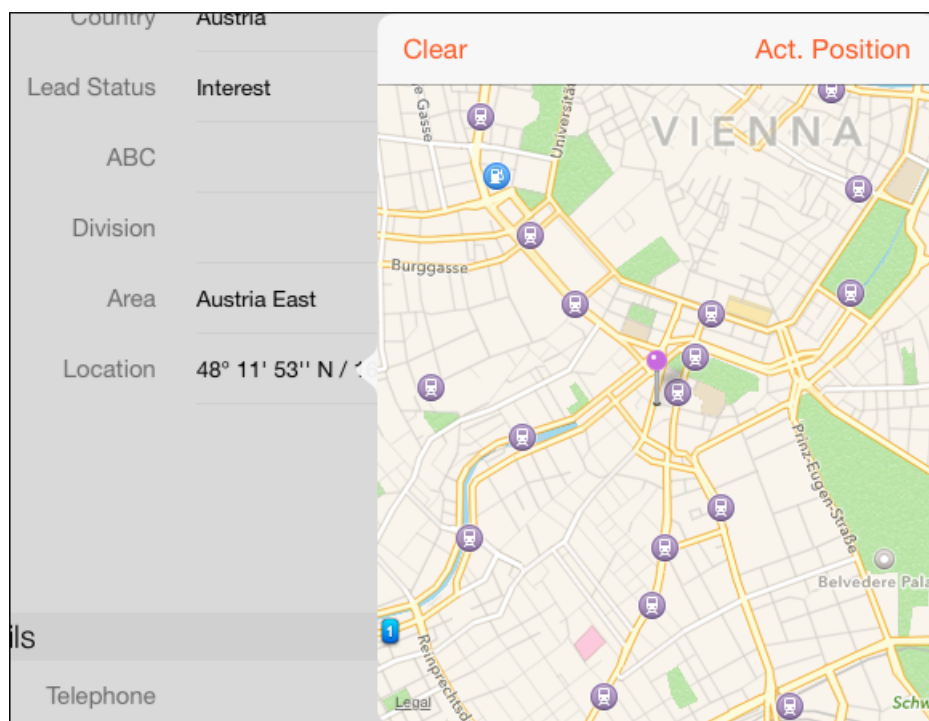 Country Austria
Clear Act. Position
Lead Status Interest
ABC
Division
Area Austria East
Location 48° 11' 53'' N / 1
ils
Telephone
e Gasse
Universitä
VIENNA
Burggasse
Prinz-Eugen-Straße
Belvedere Pala
1
Reinprechtsd
Legal
Schw